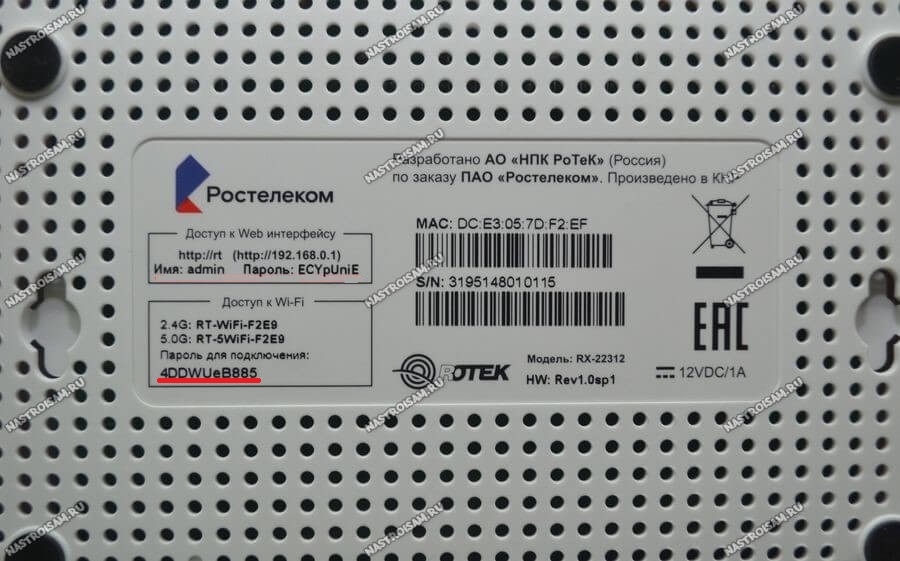 Ростелеком
Разработано АО «НПК РоТеК» (Россия)
по заказу ПАО «Ростелеком». Произведено в КНР
Доступ к Web интерфейсу
http://rt (http://192.168.0.1)
Имя: admin Пароль: ECYpUniE
MAC: DC:E3:05:7D:F2:EF
S/N: 3195148010115
Доступ к Wi-Fi
2.4G: RT-WiFi-F2E9
5.0G: RT-5WiFi-F2E9
Пароль для подключения:
4DDWUeB885
ROTEK
Модель: RX-22312
HW: Rev1.0sp1
EAC
12VDC/1A
NASTROISAM.RU